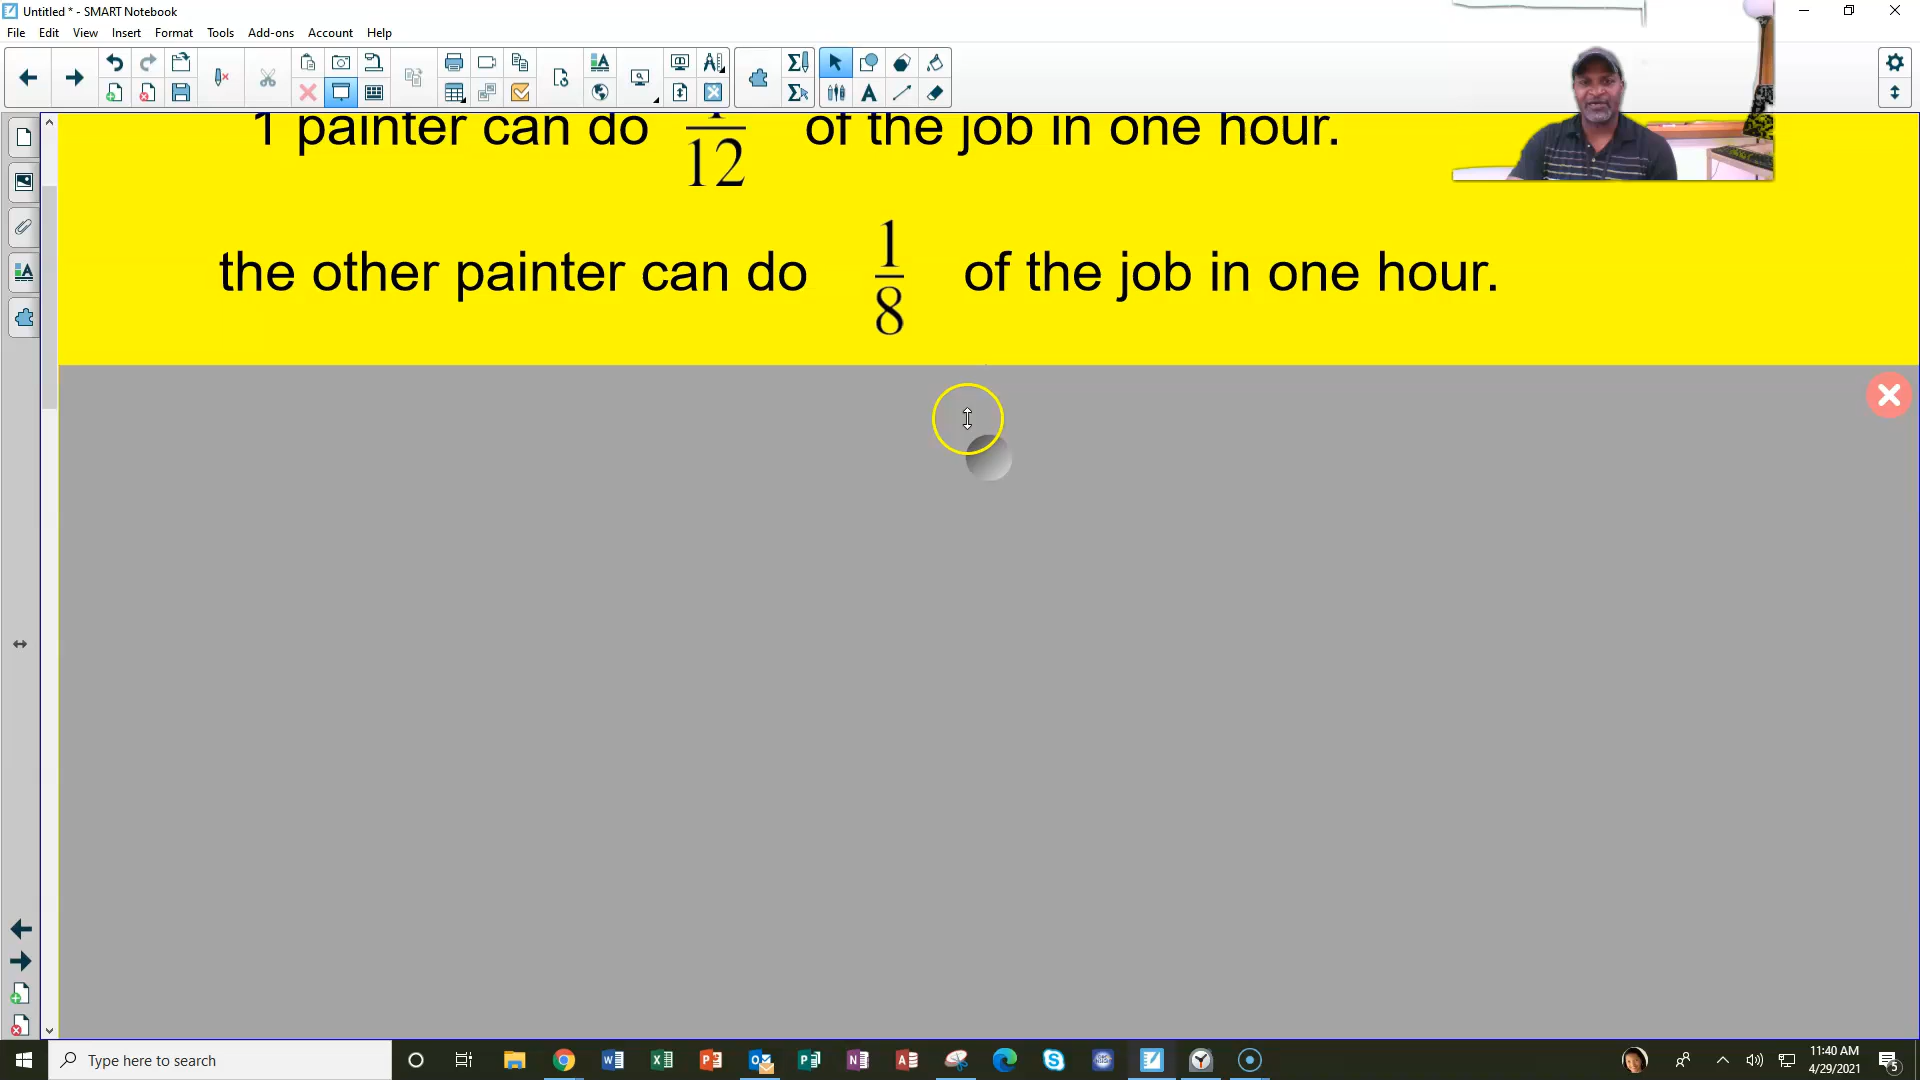 Untitled * - SMART Notebook
File Edit View Insert Format Tools Add-ons Account Help
1 painter can do 1/12 of the job in one hour.
the other painter can do 1/8 of the job in one hour.
Type here to search
11:40 AM
4/29/2021
5